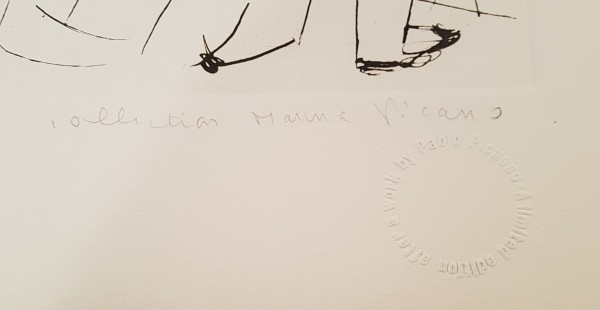 collection Marina Picasso
A limited edition after a work by Pablo Picasso